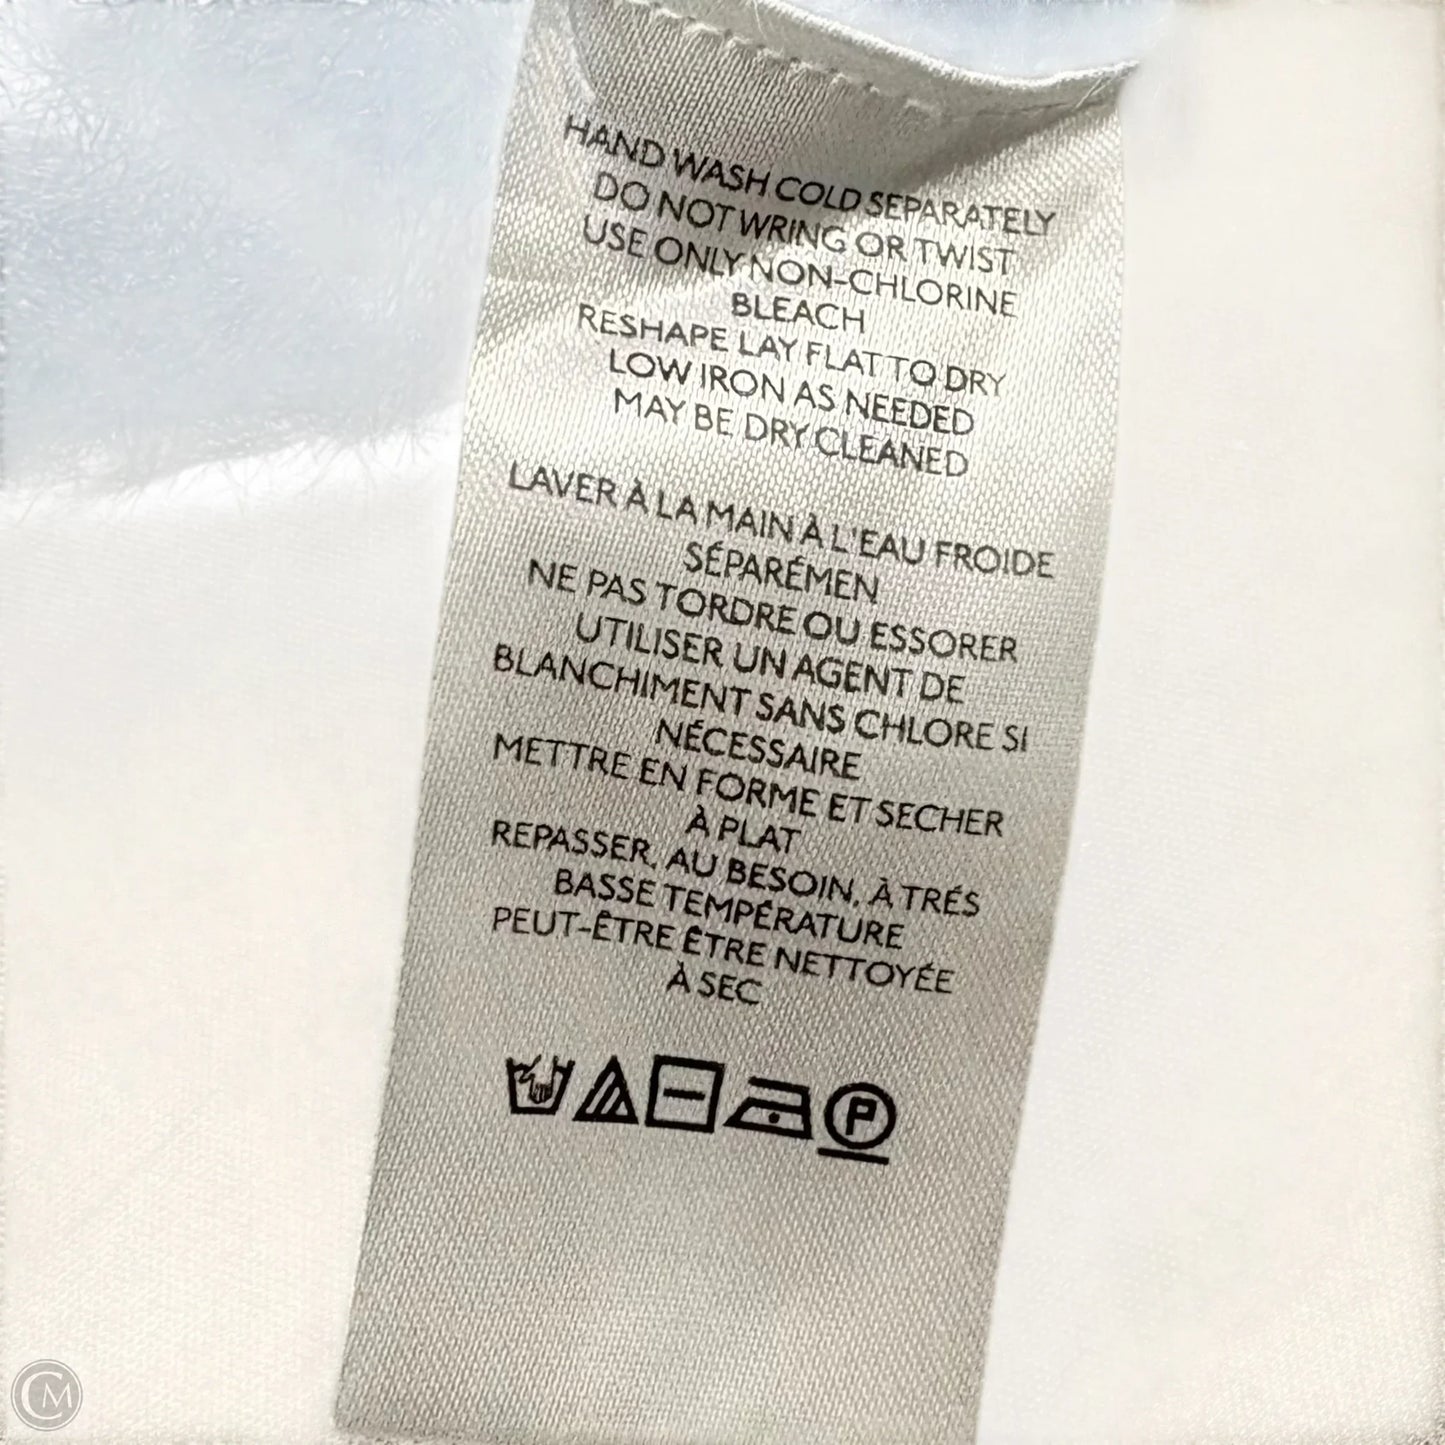 HAND WASH COLD SEPARATELY
DO NOT WRING OR TWIST
USE ONLY NON-CHLORINE
BLEACH
RESHAPE LAY FLAT TO DRY
LOW IRON AS NEEDED
MAY BE DRY CLEANED
LAVER À LA MAIN À L'EAU FROIDE
SÉPARÉMEN
NE PAS TORDRE OU ESSORER
UTILISER UN AGENT DE
BLANCHIMENT SANS CHLORE SI
NÉCESSAIRE
METTRE EN FORME ET SECHER
À PLAT
REPASSER, AU BESOIN, À TRÉS
BASSE TEMPÉRATURE
PEUT-ÊTRE ÊTRE NETTOYÉE
À SEC
P
CM